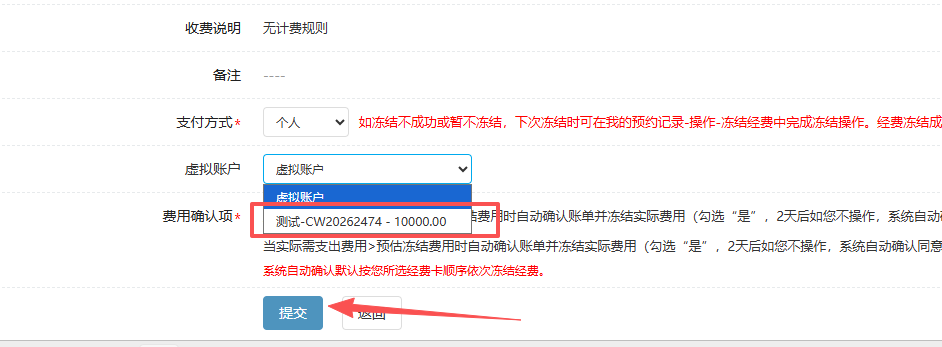 收费说明 无计费规则
备注 ----
支付方式* 个人 如冻结不成功或暂不冻结，下次冻结时可在我的预约记录-操作-冻结经费中完成冻结操作。经费冻结成
虚拟账户 虚拟账户
虚拟账户
费用确认项* 测试-CW20262474 - 10000.00 结费用时自动确认账单并冻结实际费用（勾选“是”，2天后如您不操作，系统自动
当实际需支出费用>预估冻结费用时自动确认账单并冻结实际费用（勾选“是”，2天后如您不操作，系统自动确认同意
系统自动确认默认按您所选经费卡顺序依次冻结经费。
提交 返回